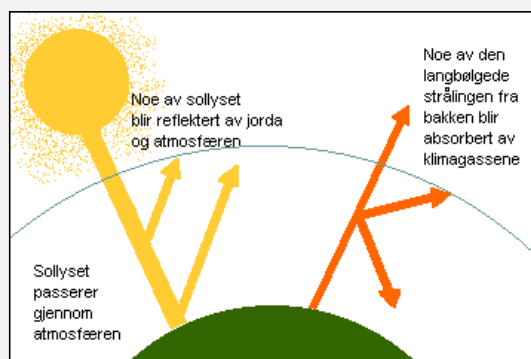 Noe av sollyset
blir reflektert av jorda
og atmosfæren
Noe av den
langbølgede
strålingen fra
bakken blir
absorbert av
klimagassene
Sollyset
passerer
gjennom
atmosfæren